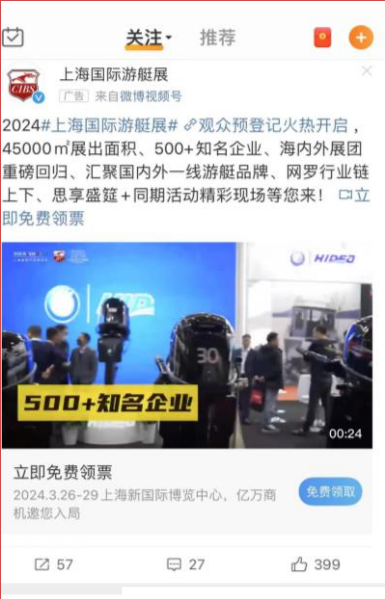 关注 推荐
上海国际游艇展
CIBS
广告 来自微博视频号
2024#上海国际游艇展# 观众预登记火热开启，
45000㎡展出面积、500+知名企业、海内外展团
重磅回归、汇聚国内外一线游艇品牌、网罗行业链
上下、思享盛筵+同期活动精彩现场等您来！ 立
即免费领票
HIDEA
30
500+知名企业
00:24
立即免费领票
2024.3.26-29上海新国际博览中心，亿万商
机邀您入局
免费领取
57 27 399